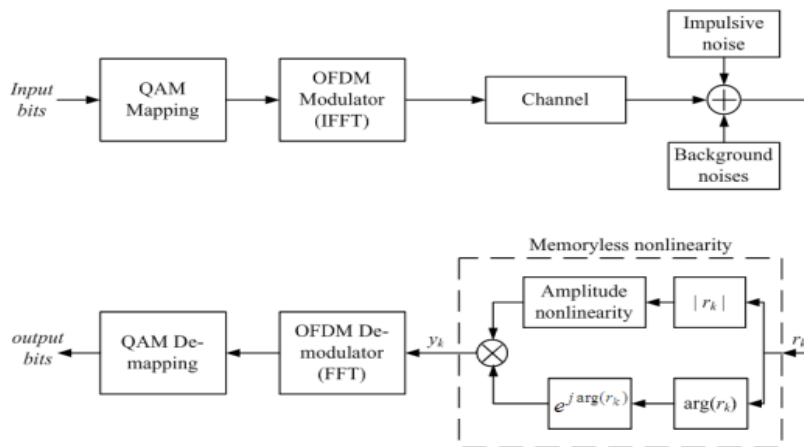 Input bits
QAM Mapping
OFDM Modulator (IFFT)
Channel
Impulsive noise
Background noises
Memoryless nonlinearity
output bits
QAM De-mapping
OFDM De-modulator (FFT)
y_k
Amplitude nonlinearity
| r_k |
r_k
e^{j arg(r_k)}
arg(r_k)